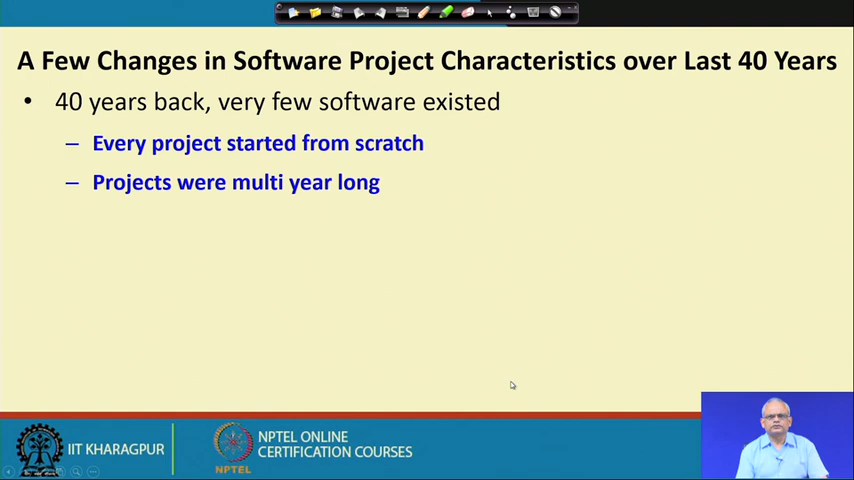 A Few Changes in Software Project Characteristics over Last 40 Years
• 40 years back, very few software existed
– Every project started from scratch
– Projects were multi year long
IIT KHARAGPUR
NPTEL
NPTEL ONLINE
CERTIFICATION COURSES